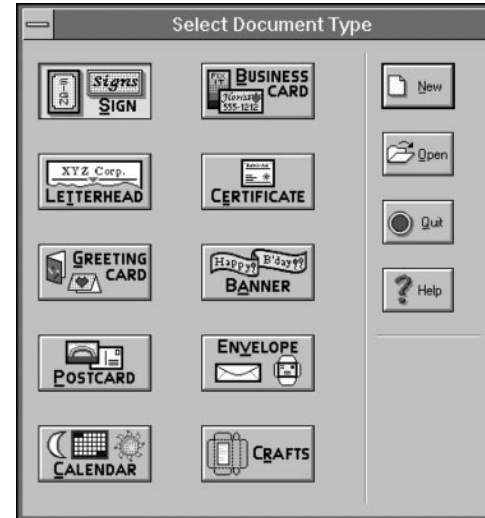 Select Document Type
SIGN
Signs
SIGN
BUSINESS
CARD
555-1212
XYZ Corp.
LETTERHEAD
CERTIFICATE
GREETING
CARD
Happy B'day
BANNER
POSTCARD
ENVELOPE
CALENDAR
CRAFTS
New
Open
Quit
Help